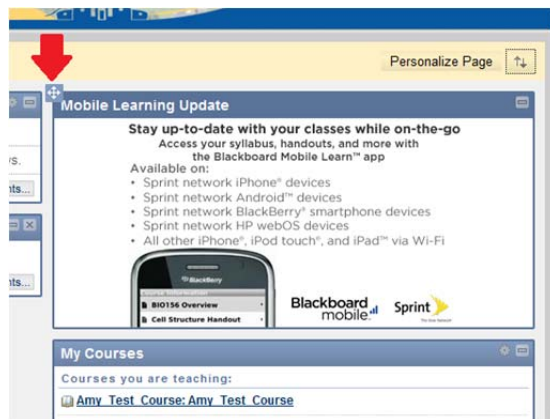 Personalize Page
Mobile Learning Update
Stay up-to-date with your classes while on-the-go
Access your syllabus, handouts, and more with
the Blackboard Mobile Learn™ app
Available on:
• Sprint network iPhone® devices
• Sprint network Android™ devices
• Sprint network BlackBerry® smartphone devices
• Sprint network HP webOS devices
• All other iPhone®, iPod touch®, and iPad™ via Wi-Fi
BlackBerry
Course Information
BIO156 Overview
Cell Structure Handout
Blackboard
mobile™
Sprint
My Courses
Courses you are teaching:
Amy_Test_Course: Amy_Test_Course